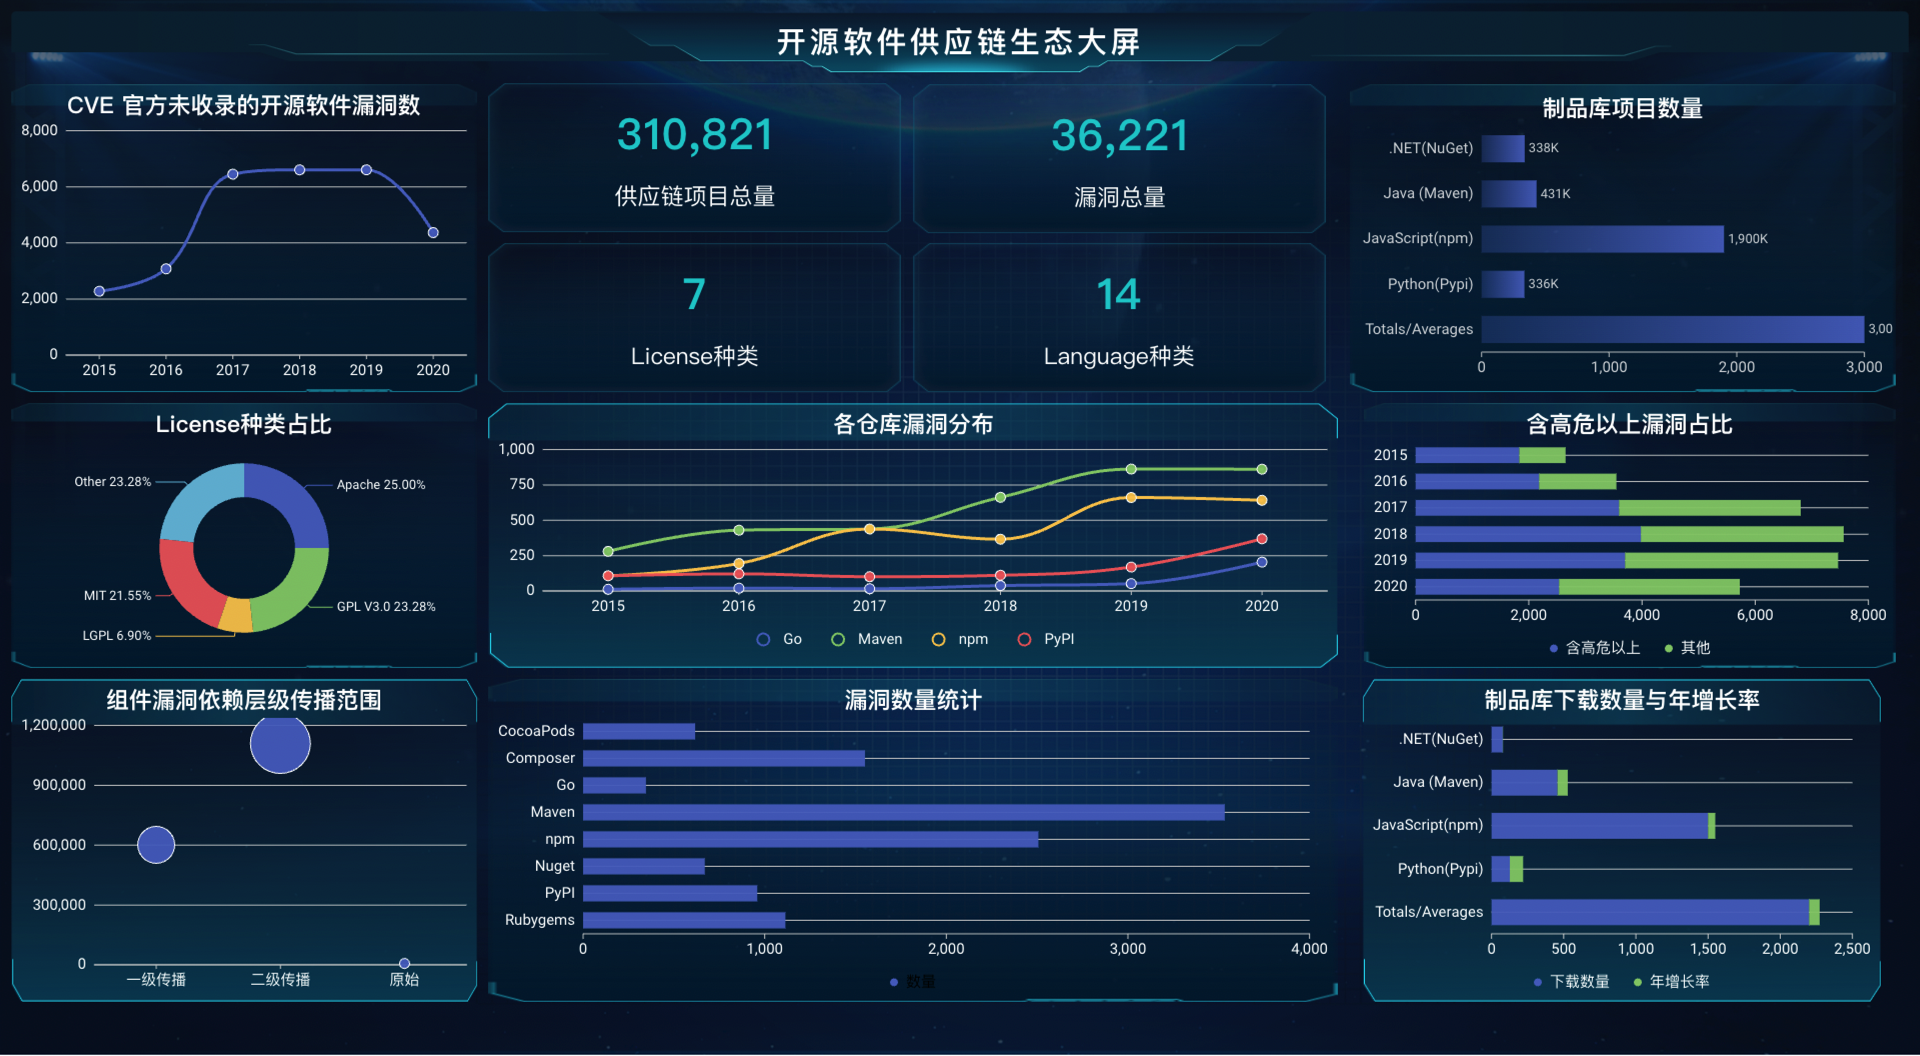 开源软件供应链生态大屏
CVE 官方未收录的开源软件漏洞数
8,000
6,000
4,000
2,000
0
2015 2016 2017 2018 2019 2020
310,821
供应链项目总量
36,221
漏洞总量
7
License种类
14
Language种类
制品库项目数量
.NET(NuGet) 338K
Java (Maven) 431K
JavaScript(npm) 1,900K
Python(Pypi) 336K
Totals/Averages 3,00
0 1,000 2,000 3,000
License种类占比
Other 23.28%
Apache 25.00%
MIT 21.55%
GPL V3.0 23.28%
LGPL 6.90%
各仓库漏洞分布
1,000
750
500
250
0
2015 2016 2017 2018 2019 2020
Go Maven npm PyPI
含高危以上漏洞占比
2015
2016
2017
2018
2019
2020
0 2,000 4,000 6,000 8,000
含高危以上 其他
组件漏洞依赖层级传播范围
1,200,000
900,000
600,000
300,000
0
一级传播 二级传播 原始
漏洞数量统计
CocoaPods
Composer
Go
Maven
npm
Nuget
PyPI
Rubygems
0 1,000 2,000 3,000 4,000
数量
制品库下载数量与年增长率
.NET(NuGet)
Java (Maven)
JavaScript(npm)
Python(Pypi)
Totals/Averages
0 500 1,000 1,500 2,000 2,500
下载数量 年增长率